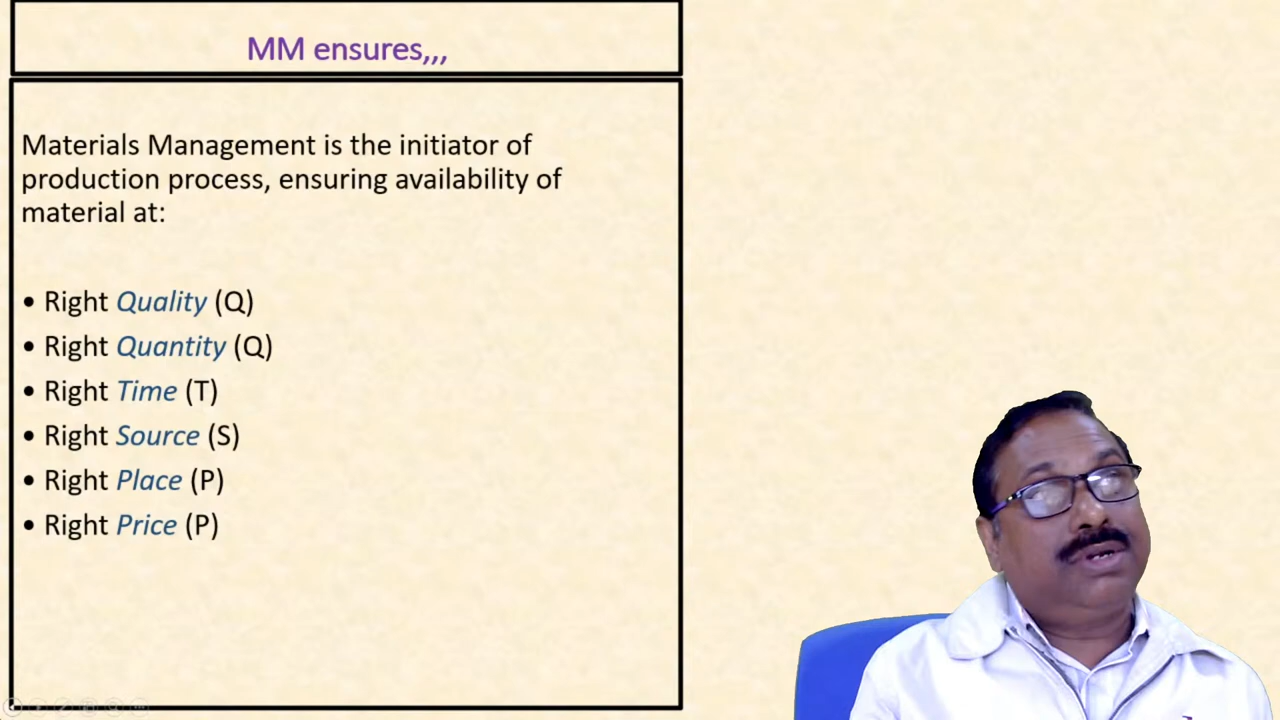 MM ensures,,,
Materials Management is the initiator of
production process, ensuring availability of
material at:
• Right Quality (Q)
• Right Quantity (Q)
• Right Time (T)
• Right Source (S)
• Right Place (P)
• Right Price (P)